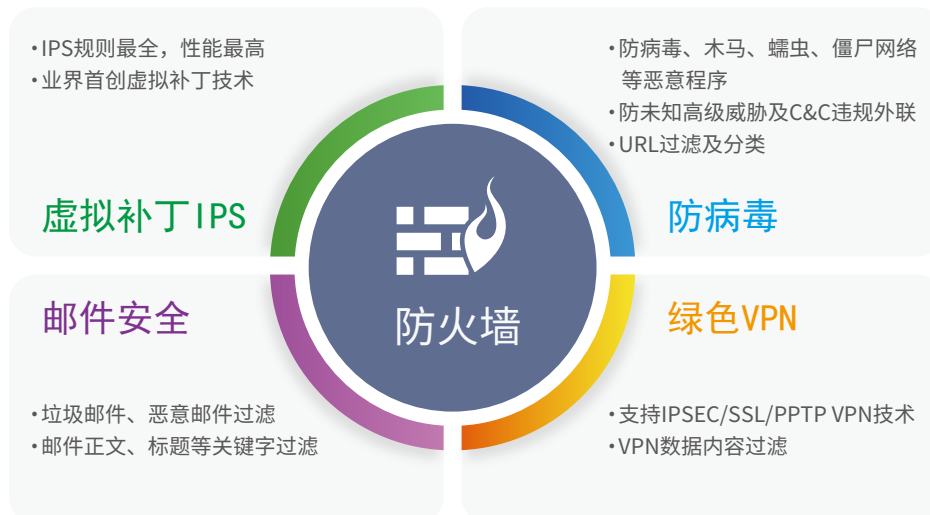 •IPS规则最全，性能最高
•业界首创虚拟补丁技术
虚拟补丁IPS
•防病毒、木马、蠕虫、僵尸网络
等恶意程序
•防未知高级威胁及C&C违规外联
•URL过滤及分类
防病毒
防火墙
邮件安全
•垃圾邮件、恶意邮件过滤
•邮件正文、标题等关键字过滤
绿色VPN
•支持IPSEC/SSL/PPTP VPN技术
•VPN数据内容过滤